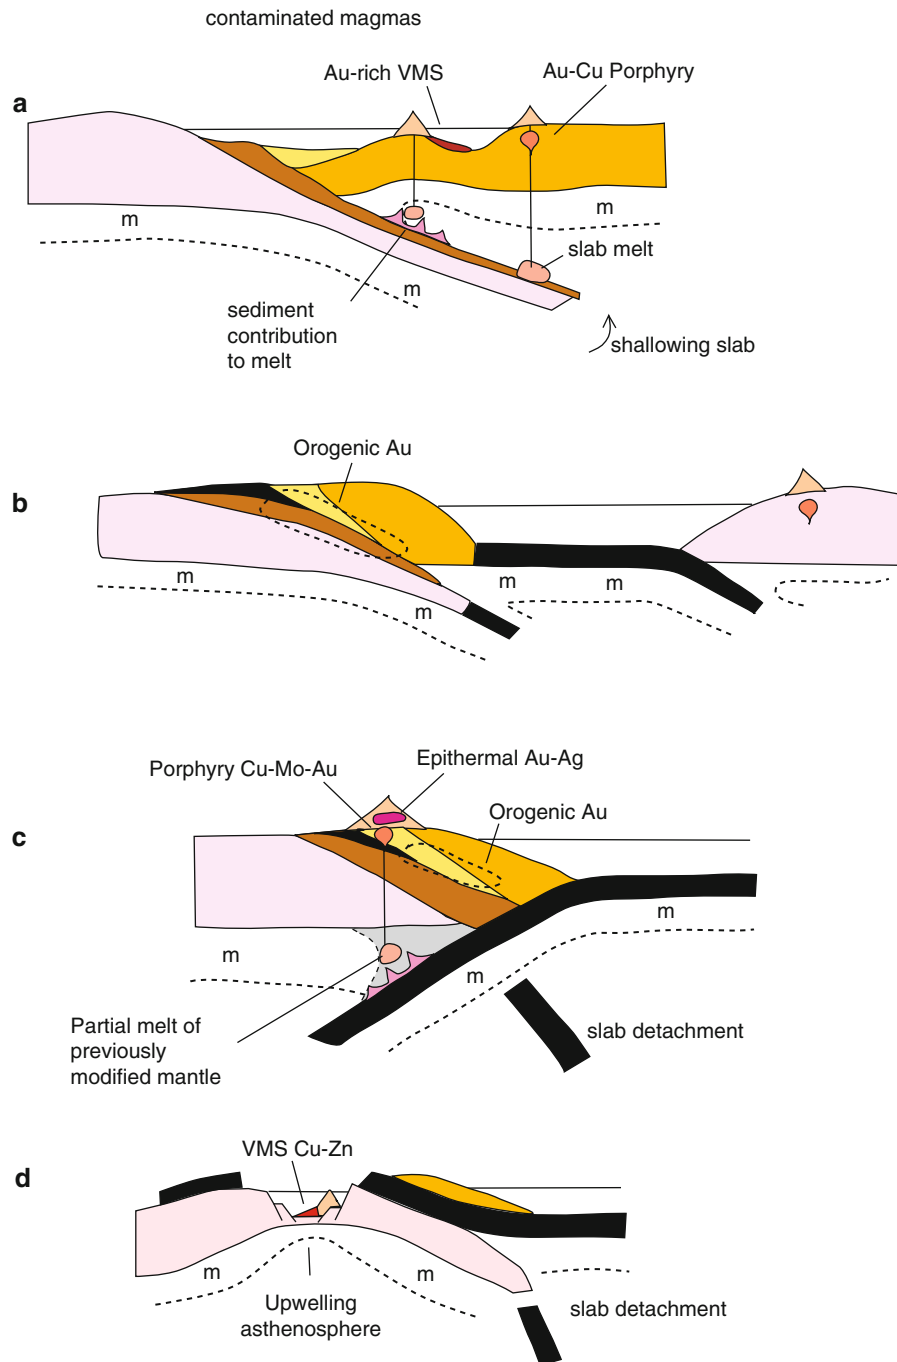 contaminated magmas
Au-rich VMS
Au-Cu Porphyry
a
m
m
slab melt
m
sediment
contribution
to melt
shallowing slab
Orogenic Au
b
m
m
m
m
Porphyry Cu-Mo-Au
Epithermal Au-Ag
Orogenic Au
c
m
m
m
Partial melt of
previously
modified mantle
slab detachment
VMS Cu-Zn
d
m
m
Upwelling
asthenosphere
slab detachment